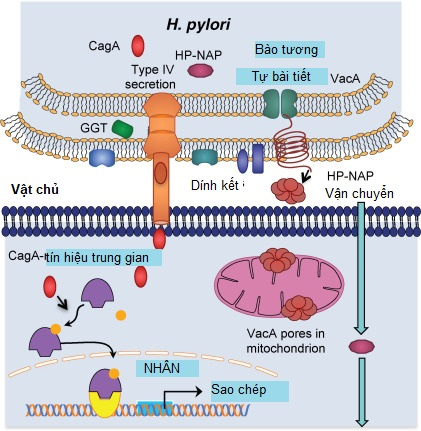 H. pylori
CagA
HP-NAP
Bào tương
Type IV
secretion
Tự bài tiết
VacA
GGT
Dính kết
HP-NAP
Vận chuyển
Vật chủ
CagA-
tín hiệu trung gian
VacA pores in
mitochondrion
NHÂN
Sao chép